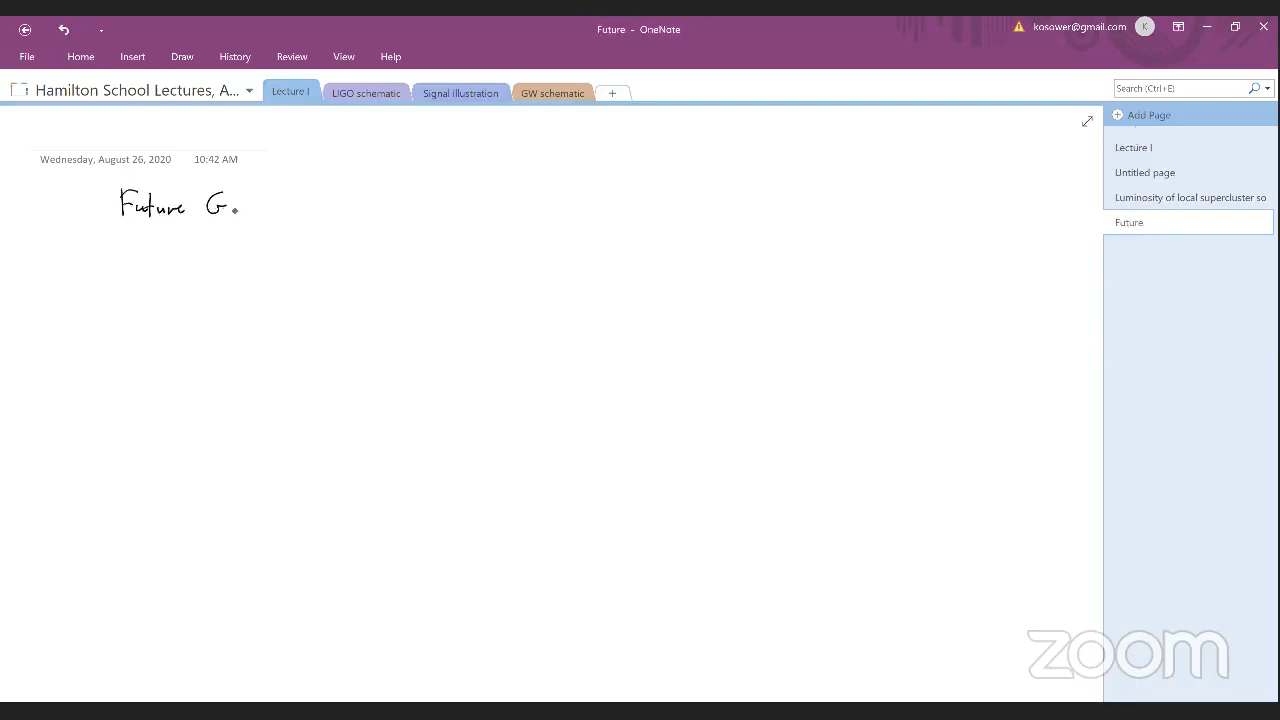 Future - OneNote
kosower@gmail.com
K
File Home Insert Draw History Review View Help
Hamilton School Lectures, A...
Lecture I
LIGO schematic
Signal illustration
GW schematic
Search (Ctrl+E)
Add Page
Wednesday, August 26, 2020 10:42 AM
Future G
Lecture I
Untitled page
Luminosity of local supercluster so
Future
zoom